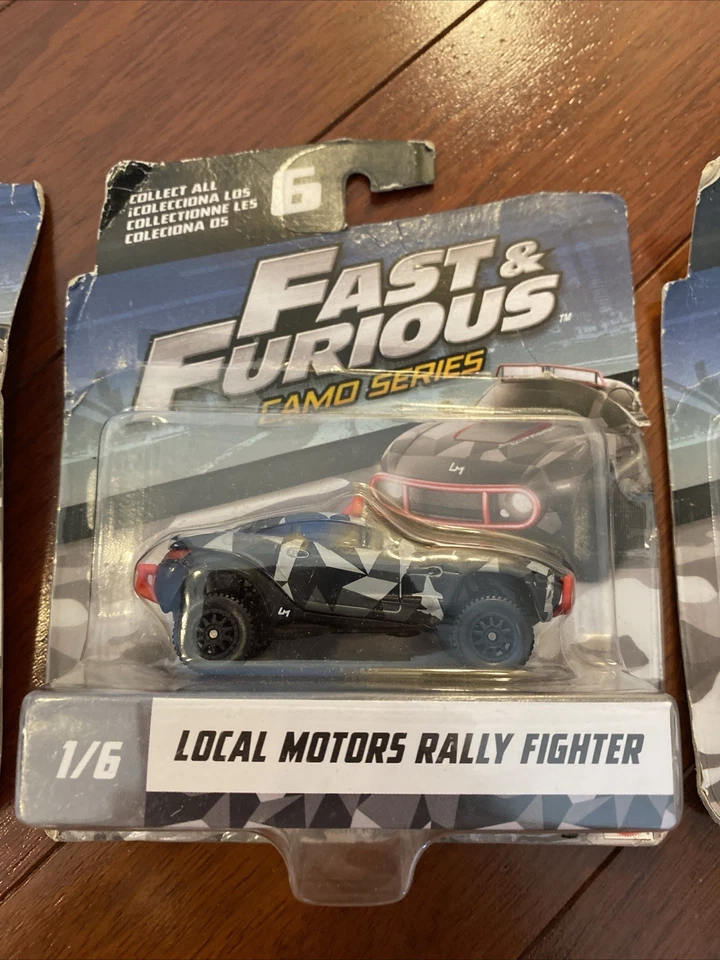 COLLECT ALL
¡COLECCIONA LOS
COLLECTIONNE LES
COLECIONA OS
6
FAST &
FURIOUS
™
CAMO SERIES
LM
LM
1/6
LOCAL MOTORS RALLY FIGHTER